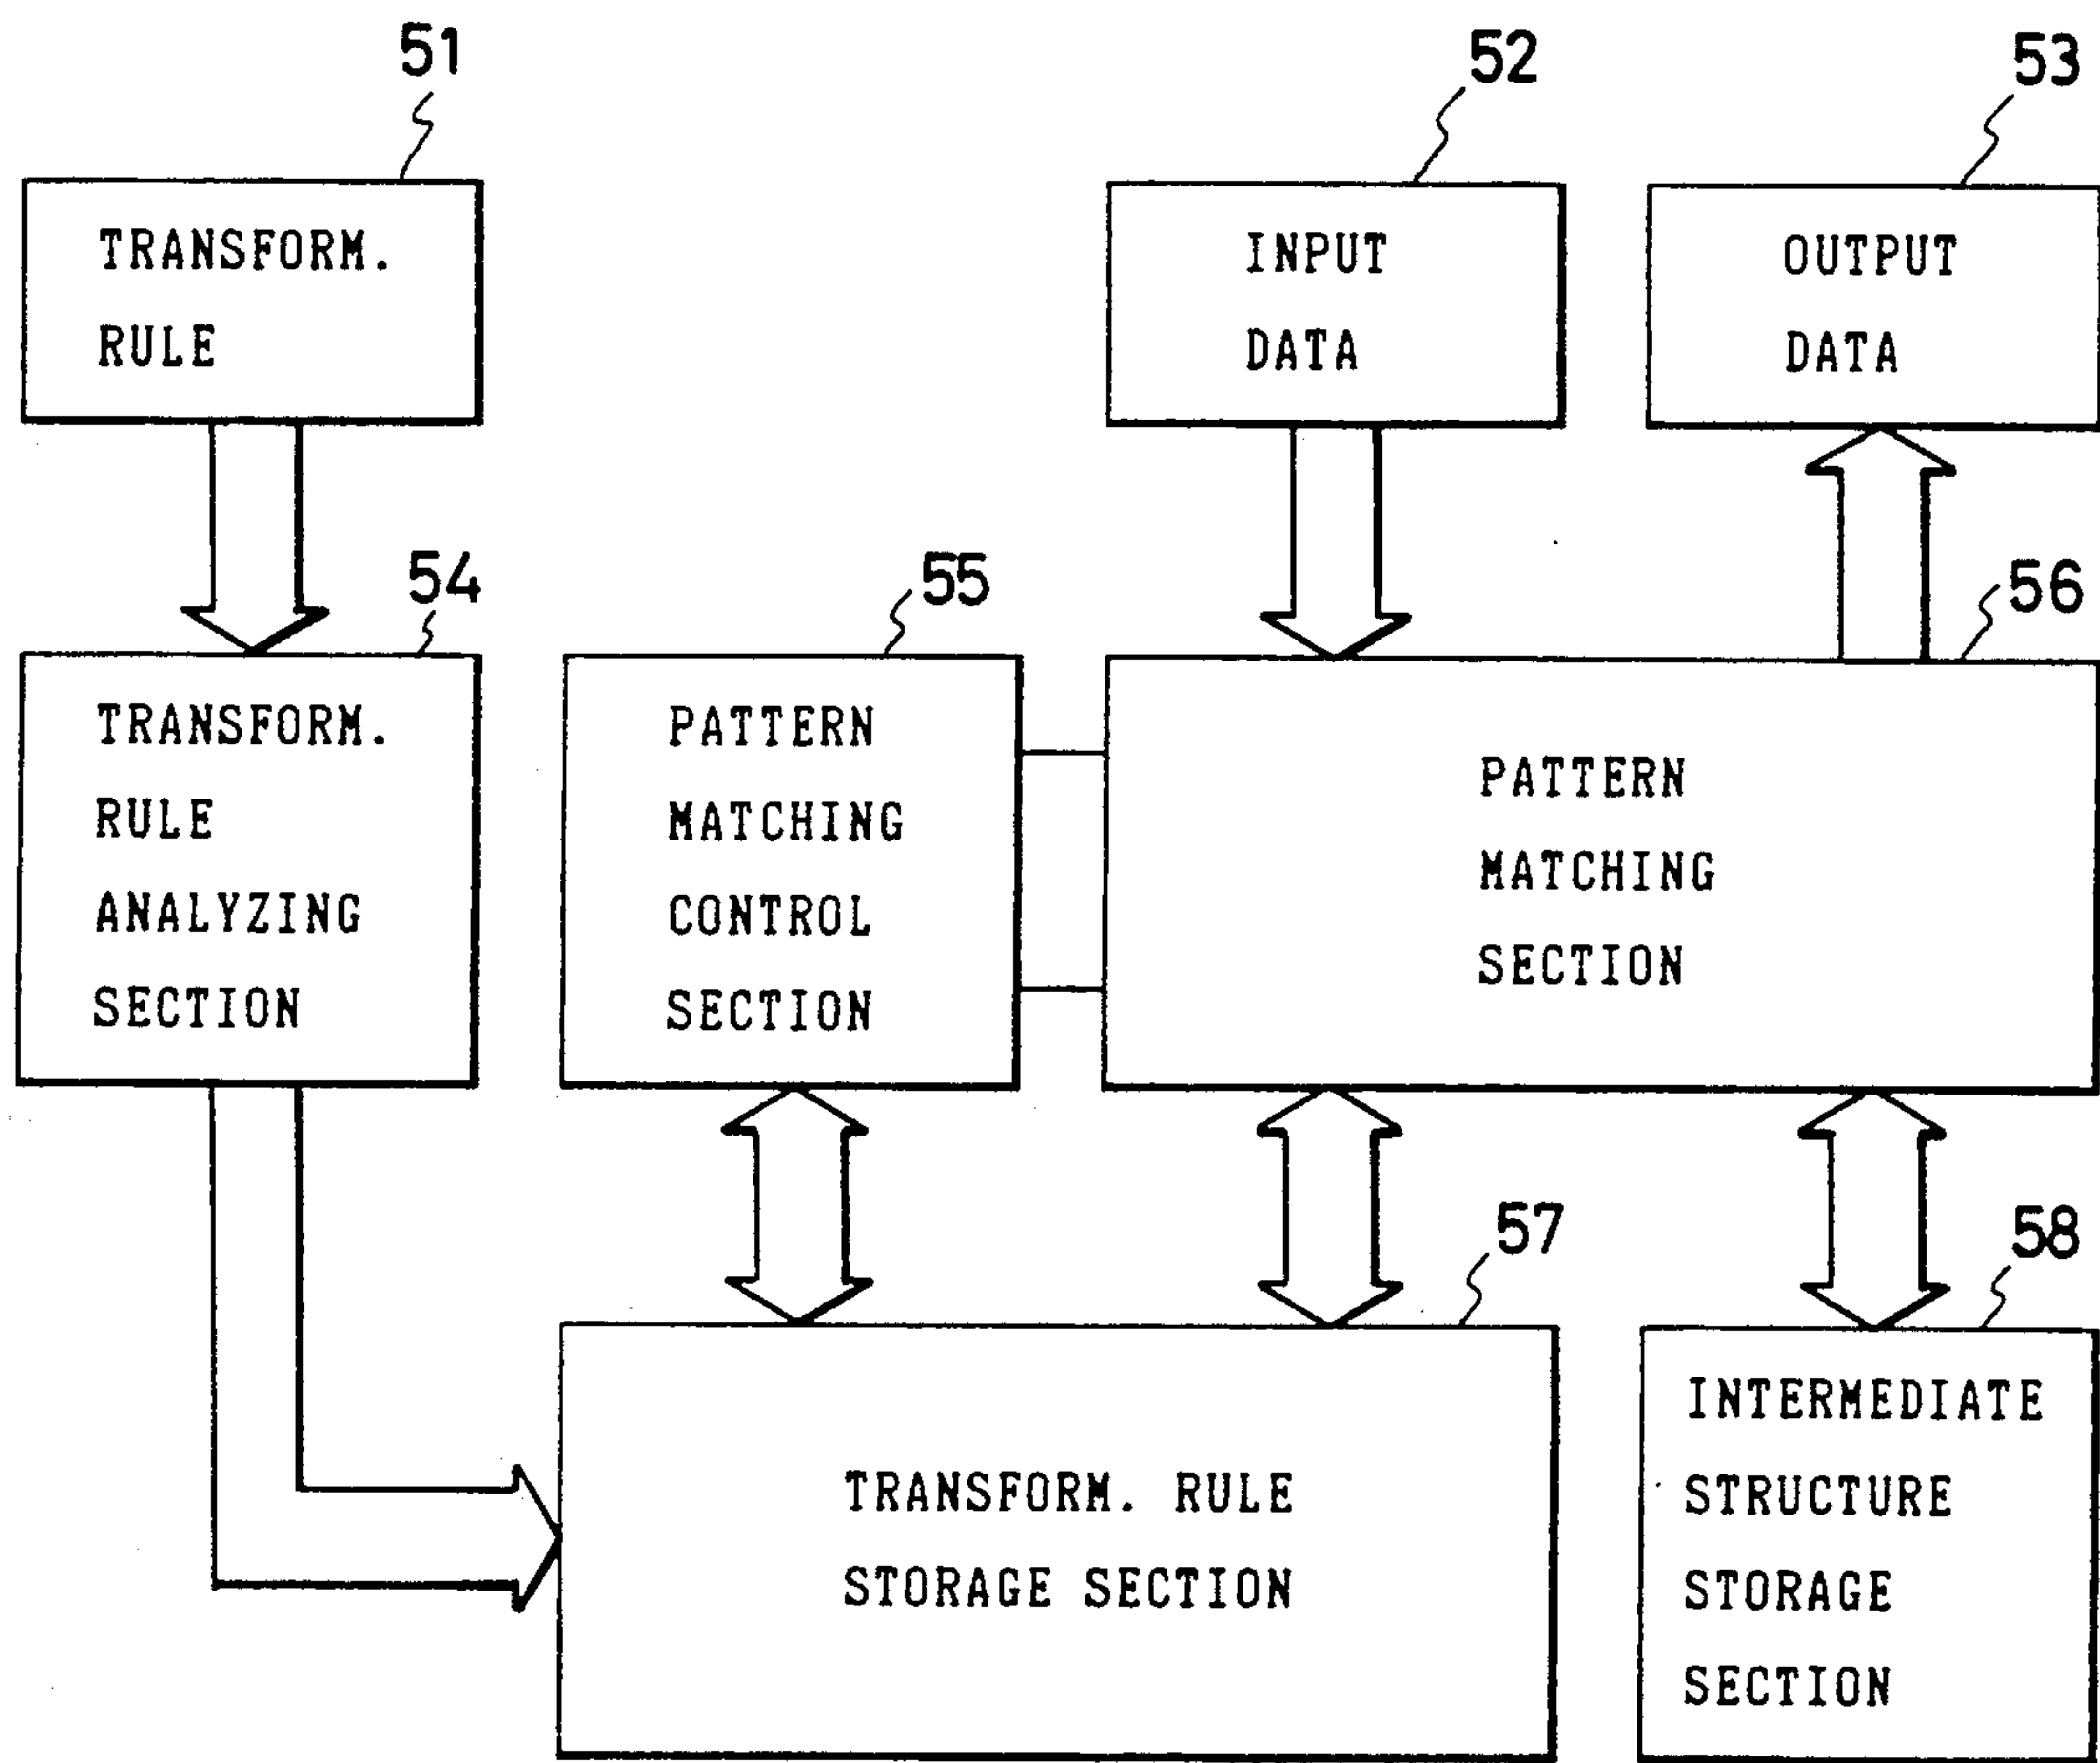 51
TRANSFORM.
RULE
52
INPUT
DATA
53
OUTPUT
DATA
54
TRANSFORM.
RULE
ANALYZING
SECTION
55
PATTERN
MATCHING
CONTROL
SECTION
56
PATTERN
MATCHING
SECTION
57
TRANSFORM. RULE
STORAGE SECTION
58
INTERMEDIATE
STRUCTURE
STORAGE
SECTION